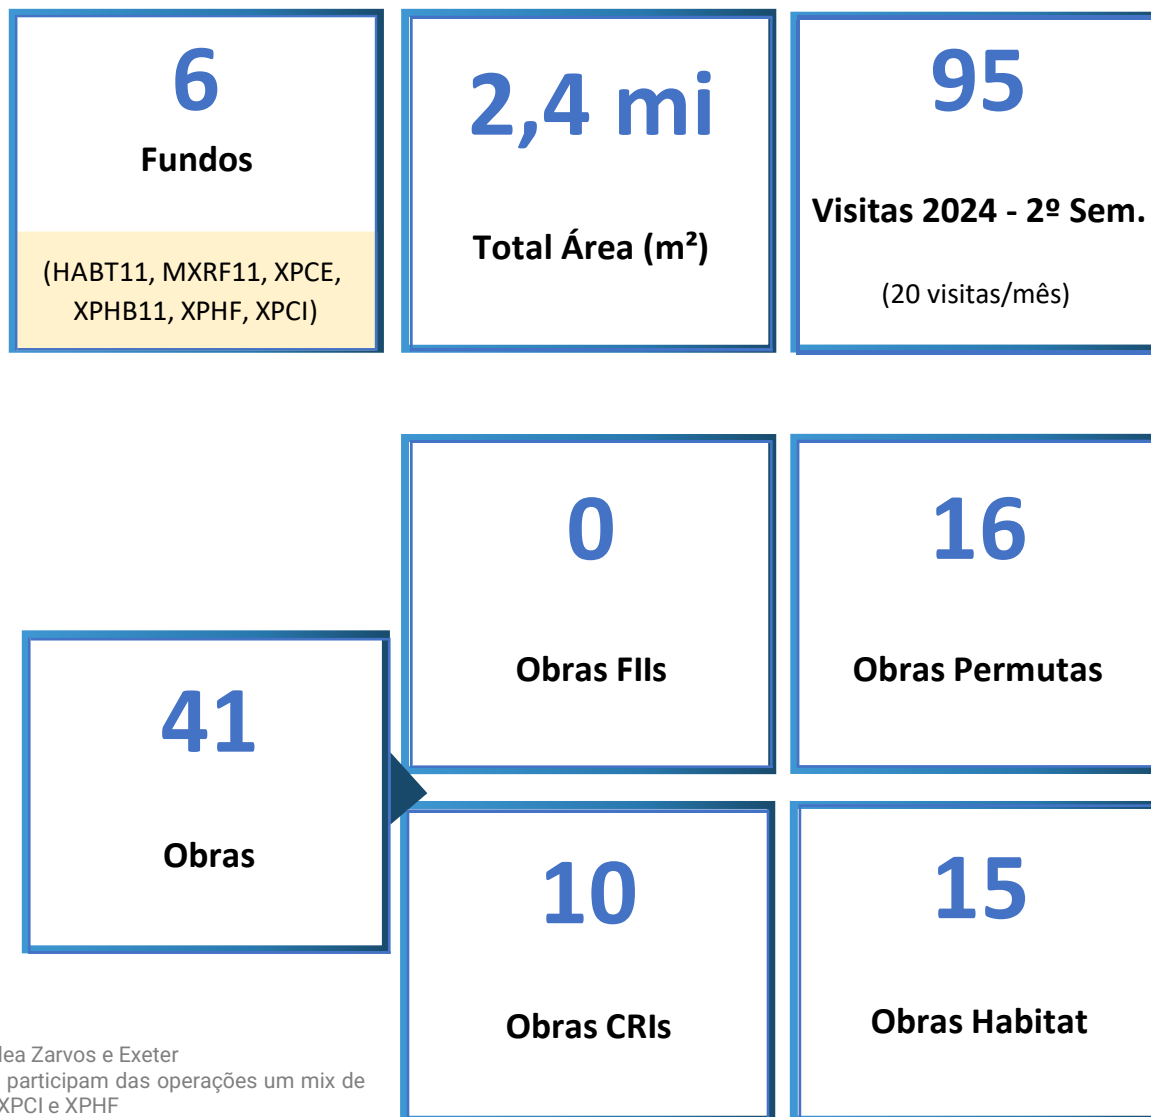 6
Fundos
(HABT11, MXRF11, XPCE,
XPHB11, XPHF, XPCI)
2,4 mi
Total Área (m²)
95
Visitas 2024 - 2º Sem.
(20 visitas/mês)
41
Obras
0
Obras FIIs
16
Obras Permutas
10
Obras CRIs
15
Obras Habitat
Zarvos e Exeter
participam das operações um mix de
XPCI e XPHF